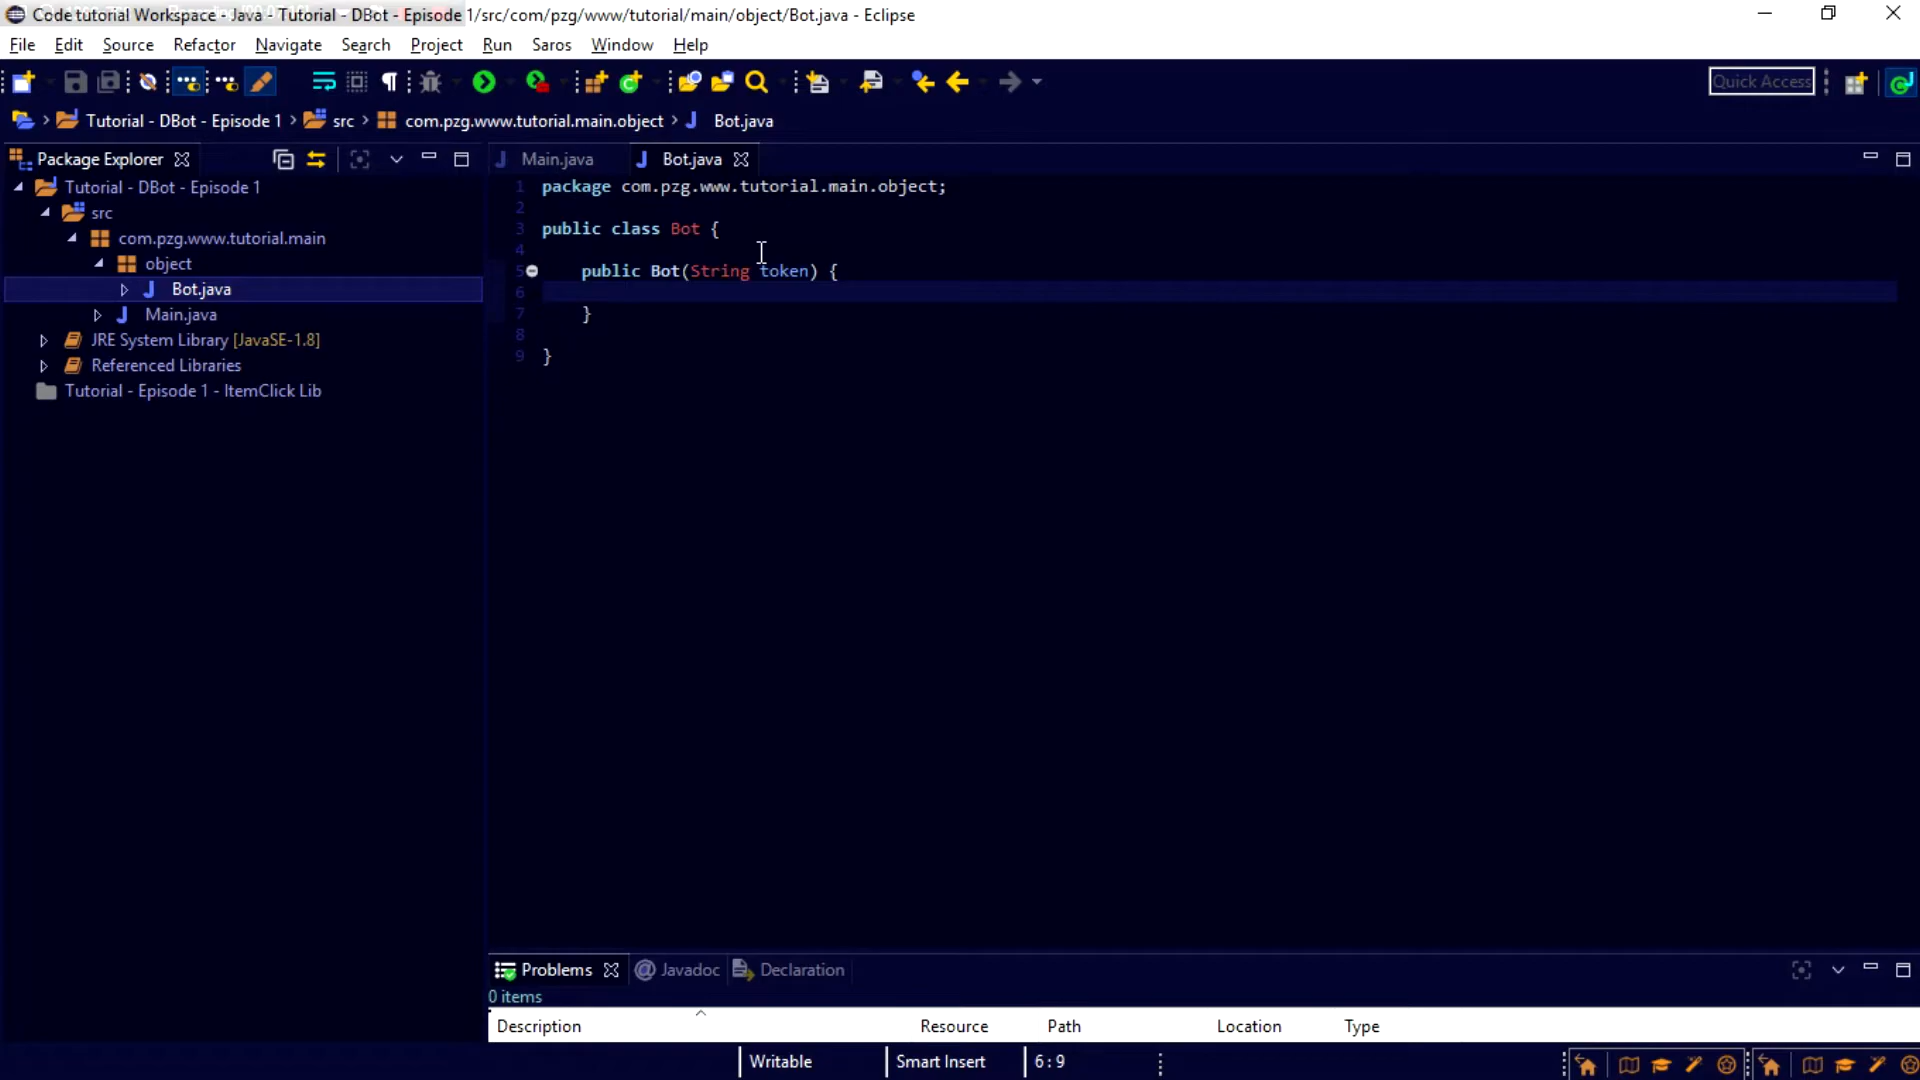 Code tutorial Workspace - Java - Tutorial - DBot - Episode 1/src/com/pzg/www/tutorial/main/object/Bot.java - Eclipse
File Edit Source Refactor Navigate Search Project Run Saros Window Help
Quick Access
Tutorial - DBot - Episode 1 src com.pzg.www.tutorial.main.object Bot.java
Package Explorer
Main.java Bot.java
Tutorial - DBot - Episode 1
src
com.pzg.www.tutorial.main
object
Bot.java
Main.java
JRE System Library [JavaSE-1.8]
Referenced Libraries
Tutorial - Episode 1 - ItemClick Lib
1 package com.pzg.www.tutorial.main.object;
2
3 public class Bot {
4
5 public Bot(String token) {
6
7 }
8
9 }
Problems Javadoc Declaration
0 items
Description Resource Path Location Type
Writable Smart Insert 6 : 9